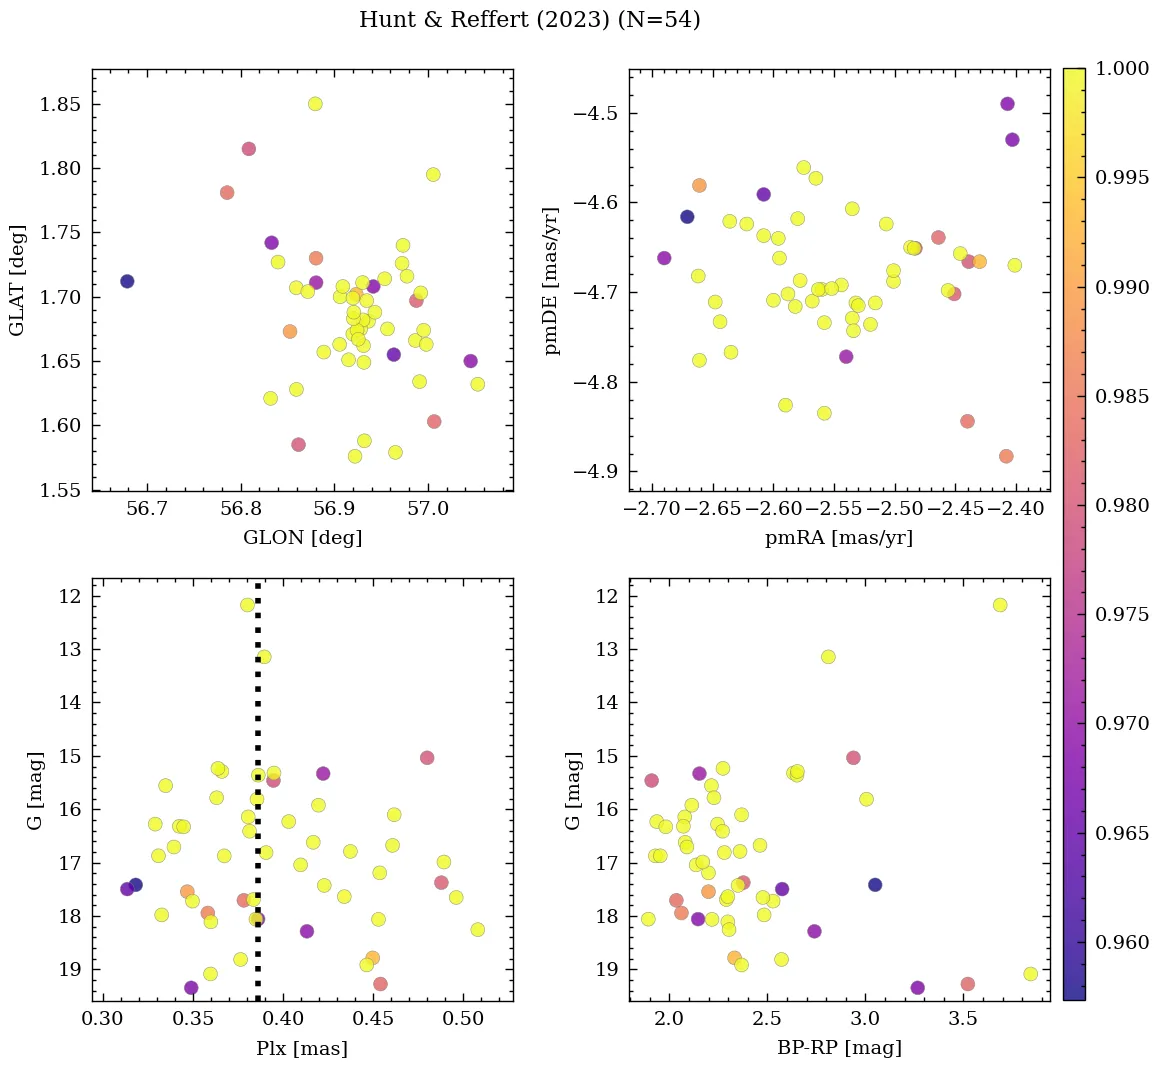 Hunt & Reffert (2023) (N=54)
1.85
1.80
1.75
1.70
1.65
1.60
1.55
GLAT [deg]
56.7 56.8 56.9 57.0
GLON [deg]
−4.5
−4.6
−4.7
−4.8
−4.9
pmDE [mas/yr]
−2.70 −2.65 −2.60 −2.55 −2.50 −2.45 −2.40
pmRA [mas/yr]
1.000
0.995
0.990
0.985
0.980
0.975
0.970
0.965
0.960
12
13
14
15
16
17
18
19
G [mag]
0.30 0.35 0.40 0.45 0.50
Plx [mas]
12
13
14
15
16
17
18
19
G [mag]
2.0 2.5 3.0 3.5
BP-RP [mag]